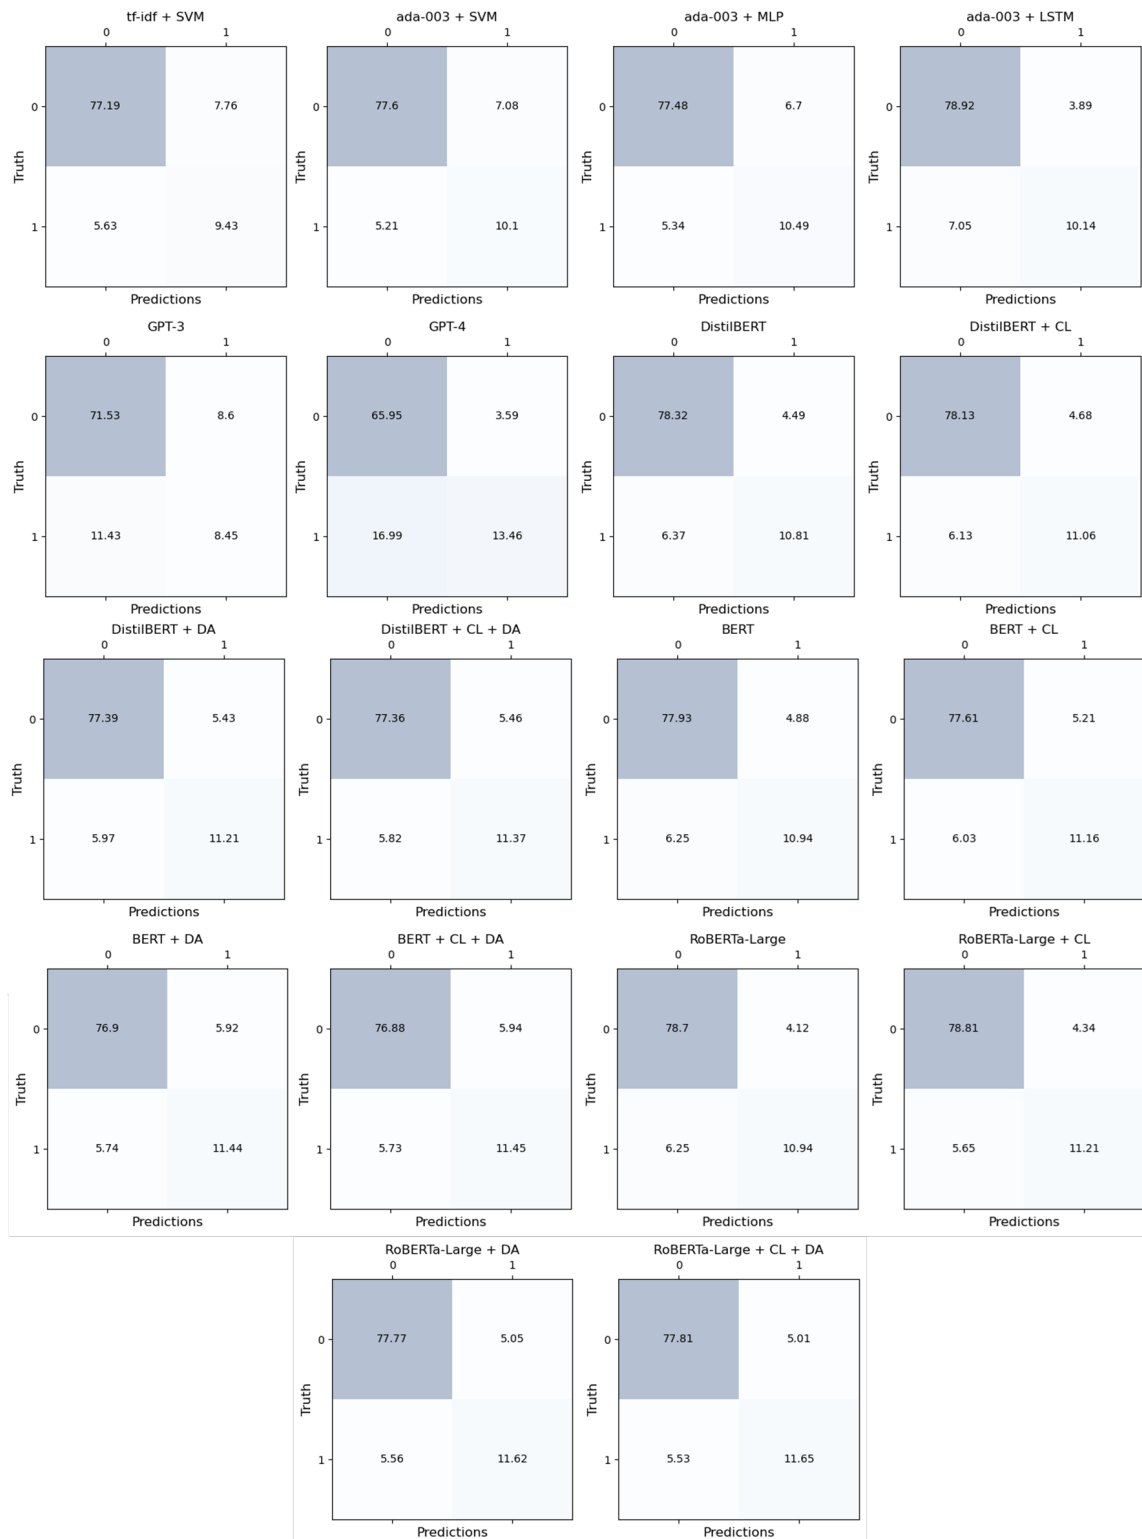 tf-idf + SVM
ada-003 + SVM
ada-003 + MLP
ada-003 + LSTM
0 1 0 1 0 1 0 1
0 77.19 7.76 0 77.6 7.08 0 77.48 6.7 0 78.92 3.89
Truth Truth Truth Truth
1 5.63 9.43 1 5.21 10.1 1 5.34 10.49 1 7.05 10.14
Predictions Predictions Predictions Predictions
GPT-3
GPT-4
DistilBERT
DistilBERT + CL
0 1 0 1 0 1 0 1
0 71.53 8.6 0 65.95 3.59 0 78.32 4.49 0 78.13 4.68
Truth Truth Truth Truth
1 11.43 8.45 1 16.99 13.46 1 6.37 10.81 1 6.13 11.06
Predictions Predictions Predictions Predictions
DistilBERT + DA
DistilBERT + CL + DA
BERT
BERT + CL
0 1 0 1 0 1 0 1
0 77.39 5.43 0 77.36 5.46 0 77.93 4.88 0 77.61 5.21
Truth Truth Truth Truth
1 5.97 11.21 1 5.82 11.37 1 6.25 10.94 1 6.03 11.16
Predictions Predictions Predictions Predictions
BERT + DA
BERT + CL + DA
RoBERTa-Large
RoBERTa-Large + CL
0 1 0 1 0 1 0 1
0 76.9 5.92 0 76.88 5.94 0 78.7 4.12 0 78.81 4.34
Truth Truth Truth Truth
1 5.74 11.44 1 5.73 11.45 1 6.25 10.94 1 5.65 11.21
Predictions Predictions Predictions Predictions
RoBERTa-Large + DA
RoBERTa-Large + CL + DA
0 1 0 1
0 77.77 5.05 0 77.81 5.01
Truth Truth
1 5.56 11.62 1 5.53 11.65
Predictions Predictions